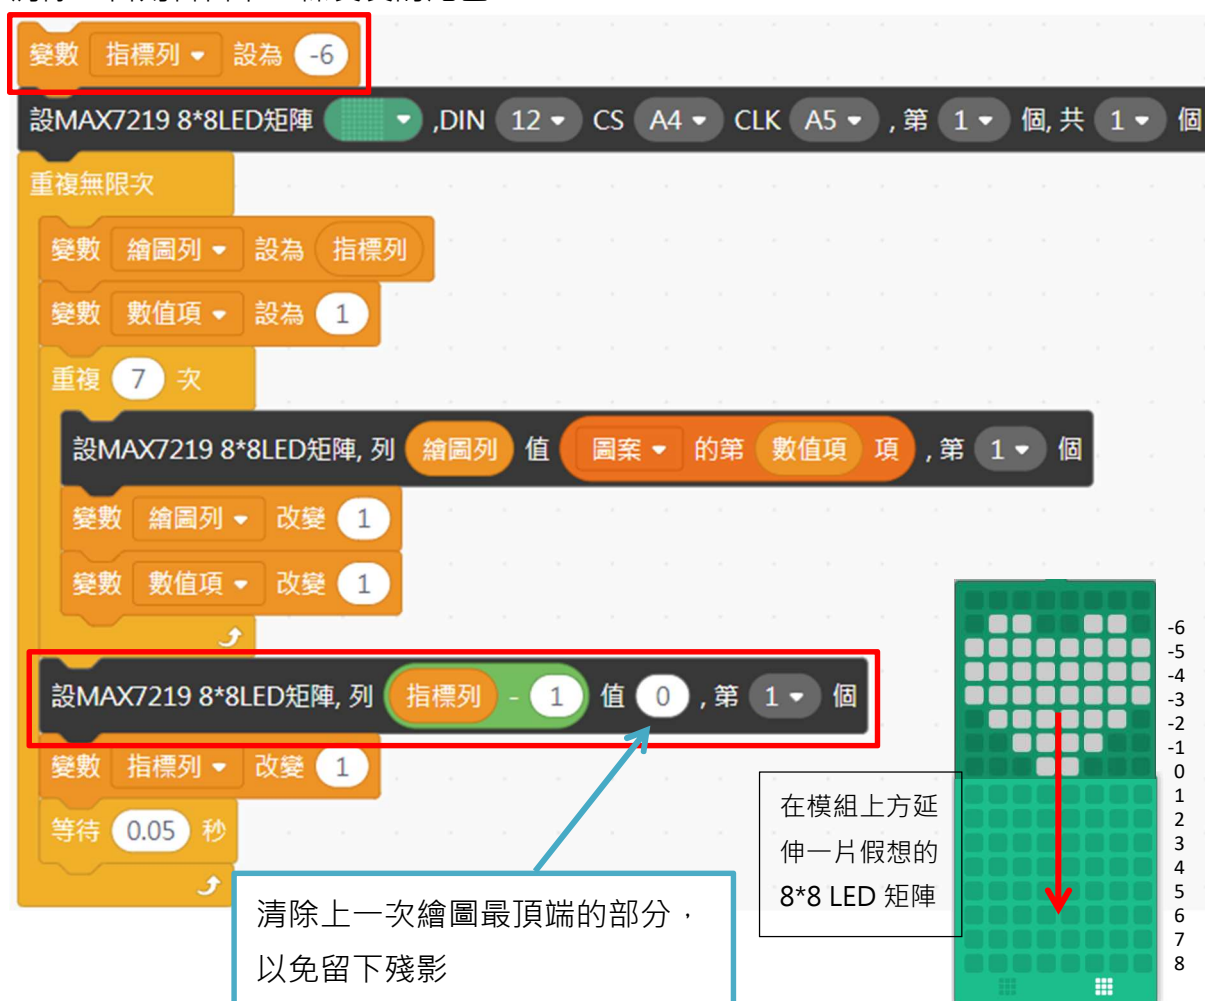 變數 指標列 設為 -6
設MAX7219 8*8LED矩陣 ,DIN 12 CS A4 CLK A5 , 第 1 個, 共 1 個
重複無限次
變數 繪圖列 設為 指標列
變數 數值項 設為 1
重複 7 次
設MAX7219 8*8LED矩陣, 列 繪圖列 值 圖案 的第 數值項 項 , 第 1 個
變數 繪圖列 改變 1
變數 數值項 改變 1
設MAX7219 8*8LED矩陣, 列 指標列 - 1 值 0 , 第 1 個
變數 指標列 改變 1
等待 0.05 秒
清除上一次繪圖最頂端的部分，
以免留下殘影
在模組上方延
伸一片假想的
8*8 LED 矩陣
-6
-5
-4
-3
-2
-1
0
1
2
3
4
5
6
7
8